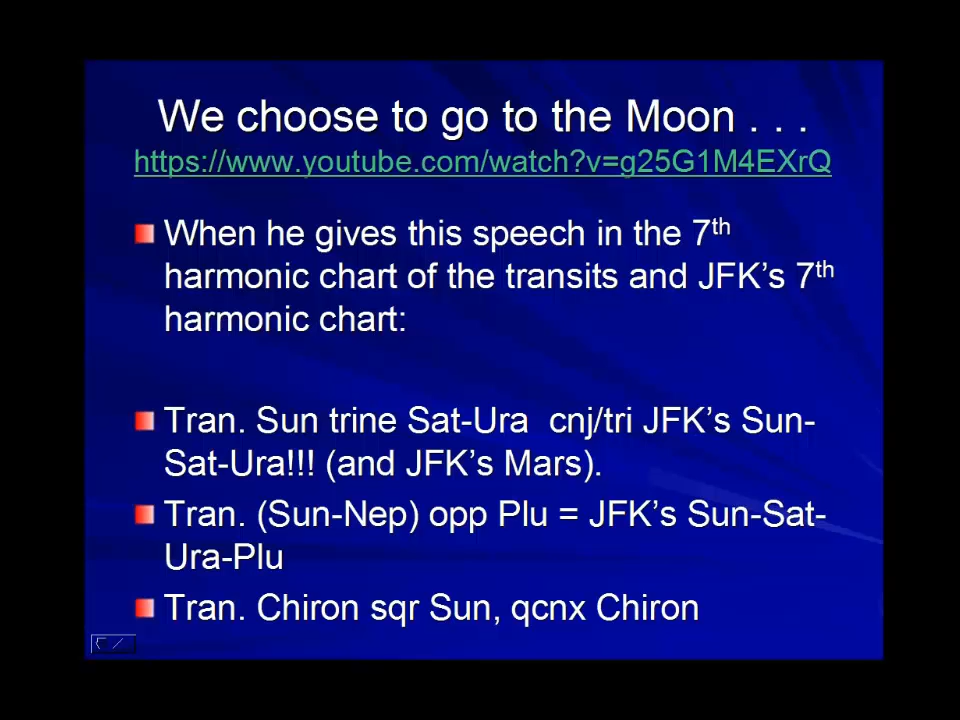 We choose to go to the Moon . . .
https://www.youtube.com/watch?v=g25G1M4EXrQ
When he gives this speech in the 7th
harmonic chart of the transits and JFK’s 7th
harmonic chart:
Tran. Sun trine Sat-Ura  cnj/tri JFK’s Sun-
Sat-Ura!!! (and JFK’s Mars).
Tran. (Sun-Nep) opp Plu = JFK’s Sun-Sat-
Ura-Plu
Tran. Chiron sqr Sun, qcnx Chiron